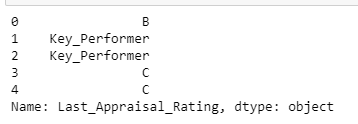 0 B
1 Key_Performer
2 Key_Performer
3 C
4 C
Name: Last_Appraisal_Rating, dtype: object